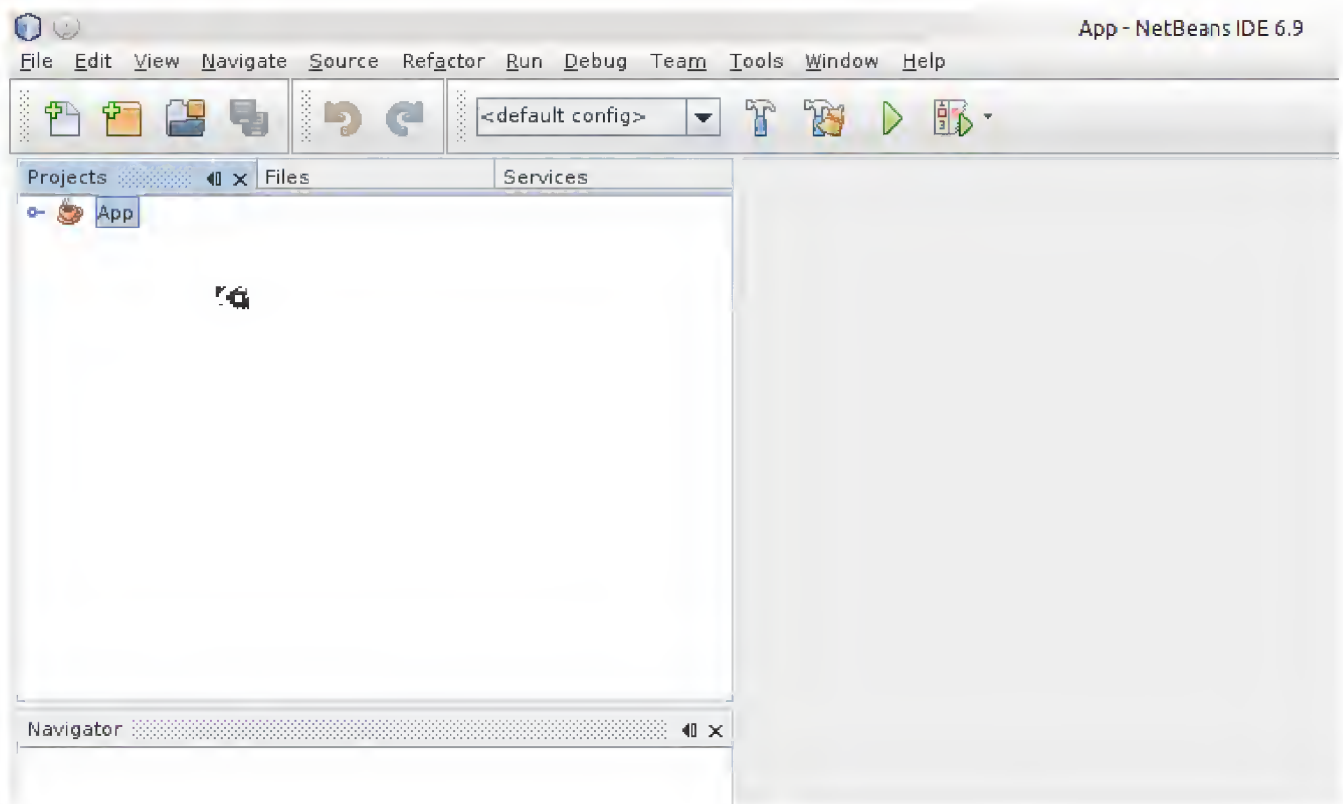 App - NetBeans IDE 6.9
File Edit View Navigate Source Refactor Run Debug Team Tools Window Help
<default config>
Projects Files Services
App
Navigator